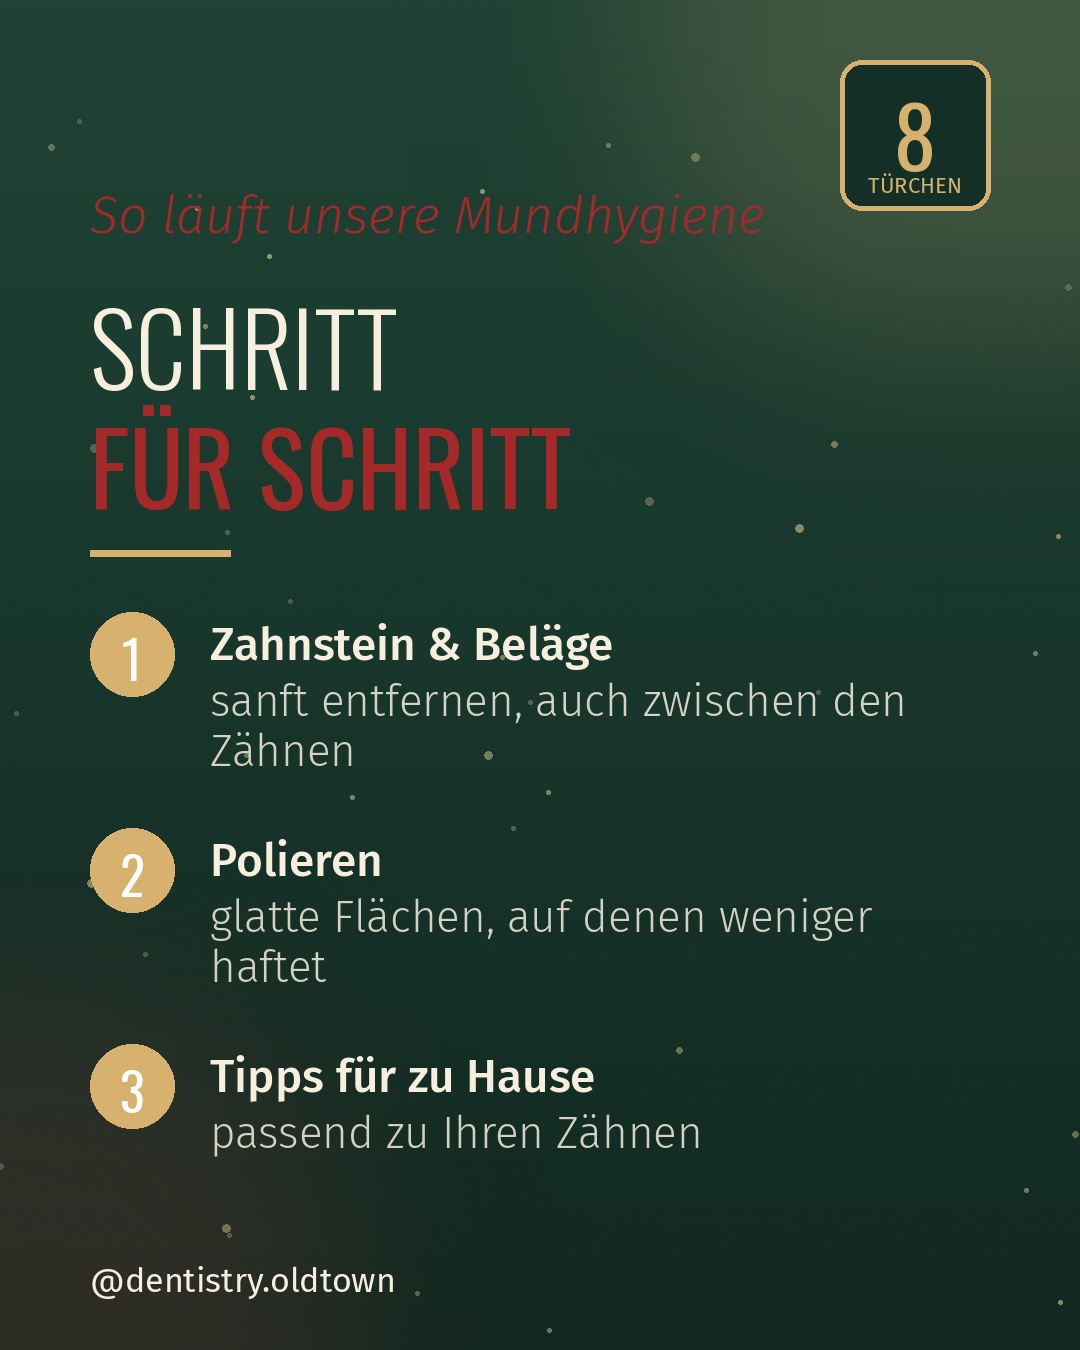 8
TÜRCHEN
So läuft unsere Mundhygiene
SCHRITT
FÜR SCHRITT
1
Zahnstein & Beläge
sanft entfernen, auch zwischen den
Zähnen
2
Polieren
glatte Flächen, auf denen weniger
haftet
3
Tipps für zu Hause
passend zu Ihren Zähnen
@dentistry.oldtown